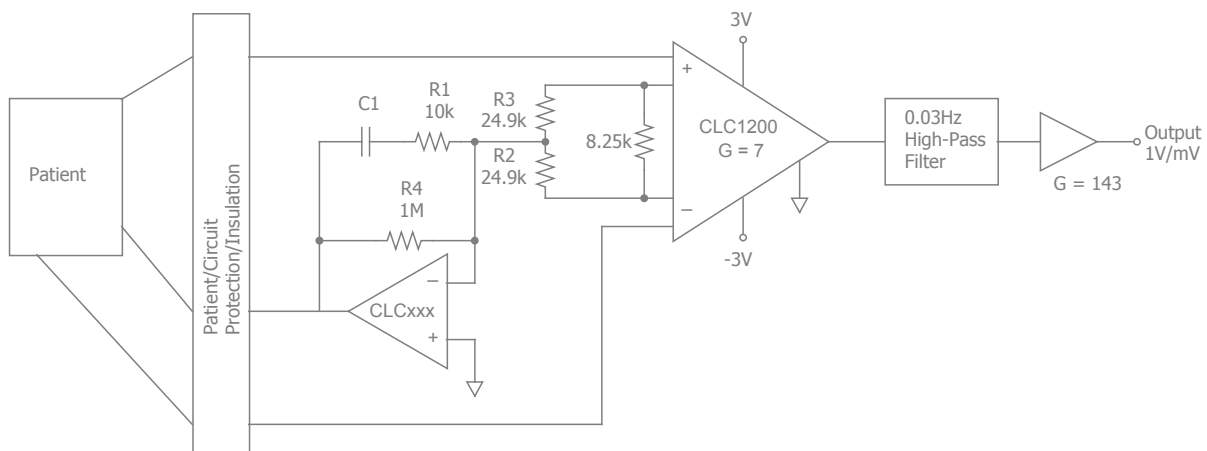 Patient
Patient/Circuit
Protection/Insulation
C1
R1
10k
R4
1M
CLCxxx
−
+
R3
24.9k
R2
24.9k
8.25k
+
CLC1200
G = 7
−
3V
-3V
0.03Hz
High-Pass
Filter
G = 143
Output
1V/mV